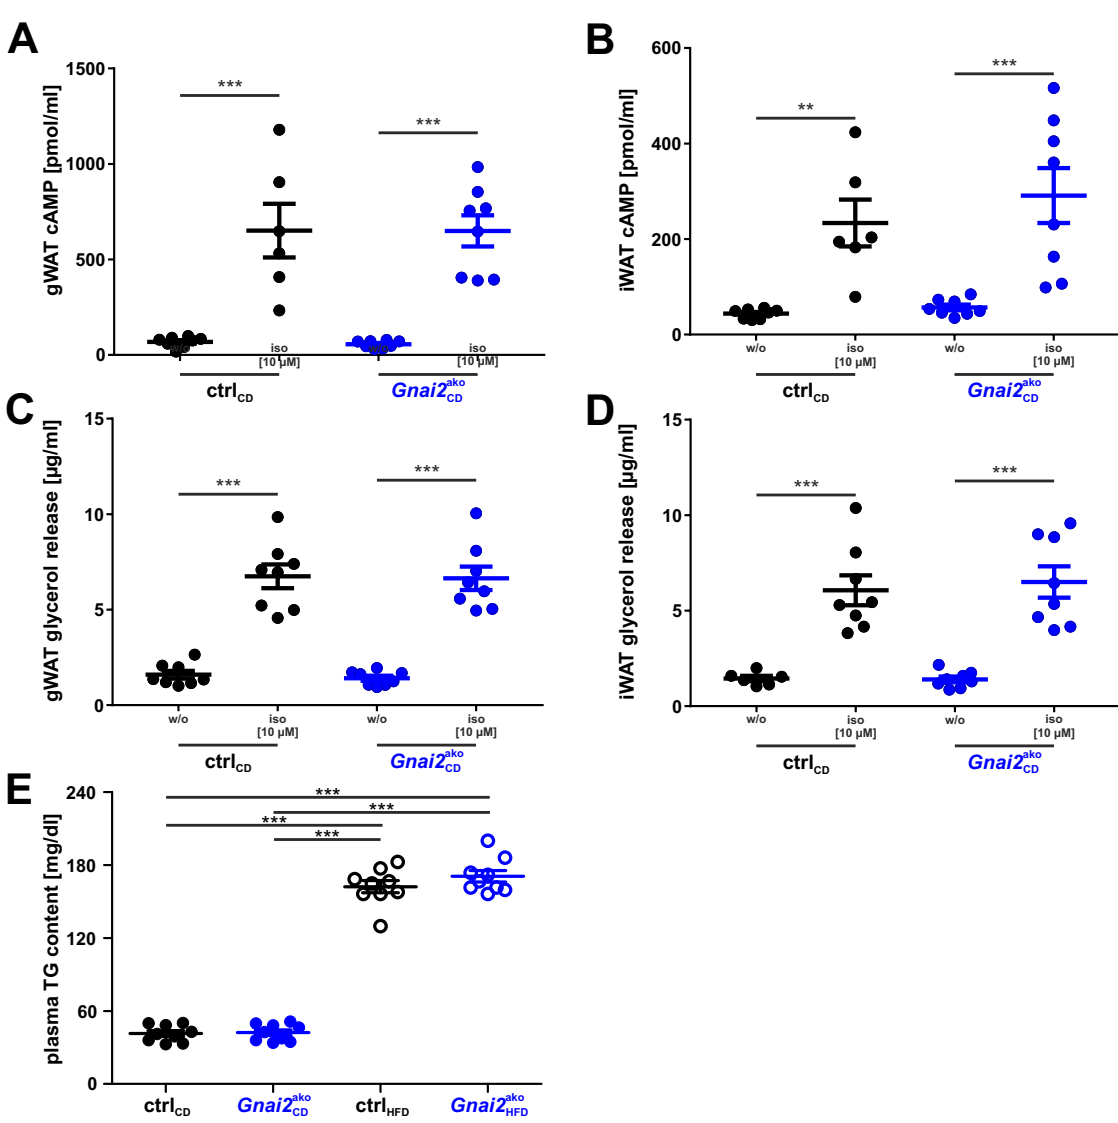 A
gWAT cAMP [pmol/ml]
1500
1000
500
0
***
***
w/o
iso
[10 µM]
w/o
iso
[10 µM]
ctrlCD
Gnai2akoCD
B
iWAT cAMP [pmol/ml]
600
400
200
0
**
***
w/o
iso
[10 µM]
w/o
iso
[10 µM]
ctrlCD
Gnai2akoCD
C
gWAT glycerol release [µg/ml]
15
10
5
0
***
***
w/o
iso
[10 µM]
w/o
iso
[10 µM]
ctrlCD
Gnai2akoCD
D
iWAT glycerol release [µg/ml]
15
10
5
0
***
***
w/o
iso
[10 µM]
w/o
iso
[10 µM]
ctrlCD
Gnai2akoCD
E
plasma TG content [mg/dl]
240
180
120
60
0
***
***
***
***
ctrlCD
Gnai2akoCD
ctrlHFD
Gnai2akoHFD